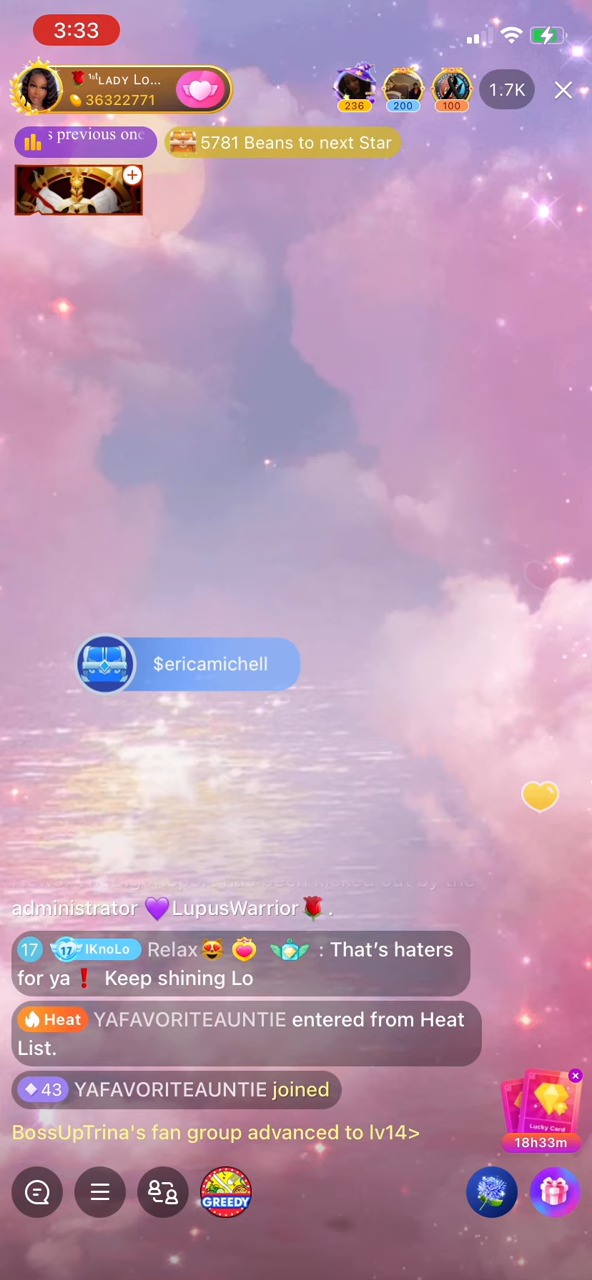 3:33
🌹1stLADY Lo...
36322771
236
200
100
1.7K
s previous one
5781 Beans to next Star
$ericamichell
administrator 💜LupusWarrior🌹.
17 17 IKnoLo Relax😍 : That's haters
for ya❗ Keep shining Lo
Heat YAFAVORITEAUNTIE entered from Heat
List.
43 YAFAVORITEAUNTIE joined
BossUpTrina's fan group advanced to lv14>
Lucky Card
18h33m
GREEDY